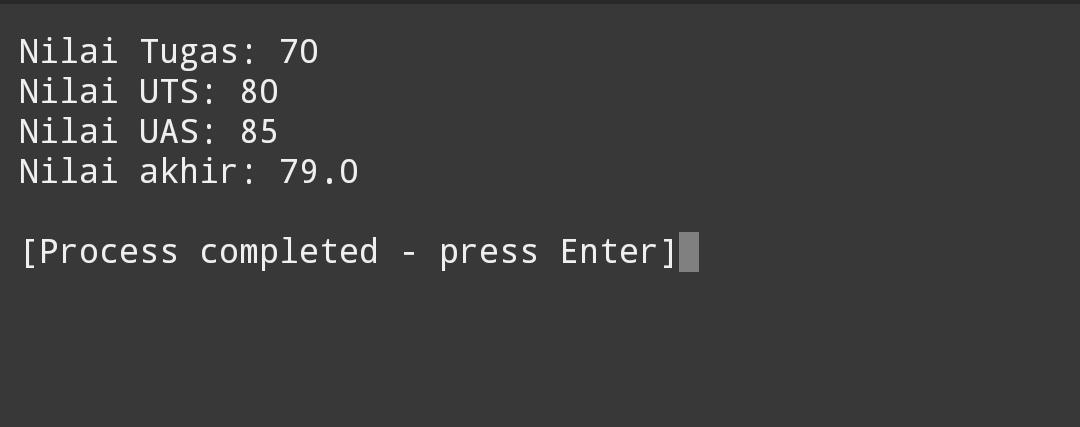 Nilai Tugas: 70
Nilai UTS: 80
Nilai UAS: 85
Nilai akhir: 79.0
[Process completed - press Enter]